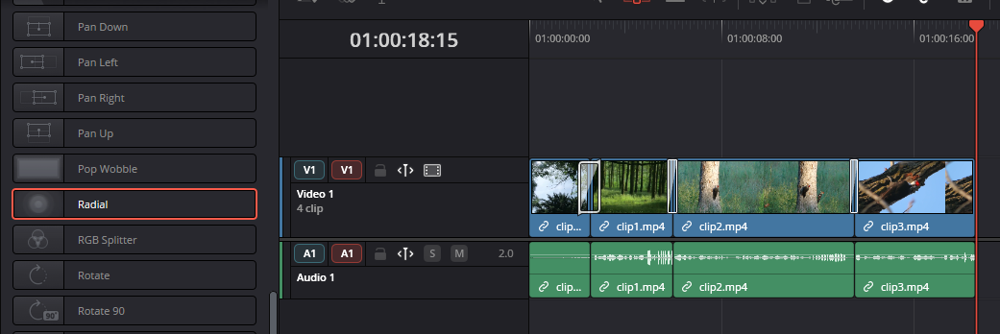 Pan Down
Pan Left
Pan Right
Pan Up
Pop Wobble
Radial
RGB Splitter
Rotate
90°
Rotate 90
01:00:18:15
01:00:00:00
01:00:08:00
01:00:16:00
V1
V1
Video 1
4 clip
clip...
clip1.mp4
clip2.mp4
clip3.mp4
A1
A1
S
M
2.0
Audio 1
clip...
clip1.mp4
clip2.mp4
clip3.mp4